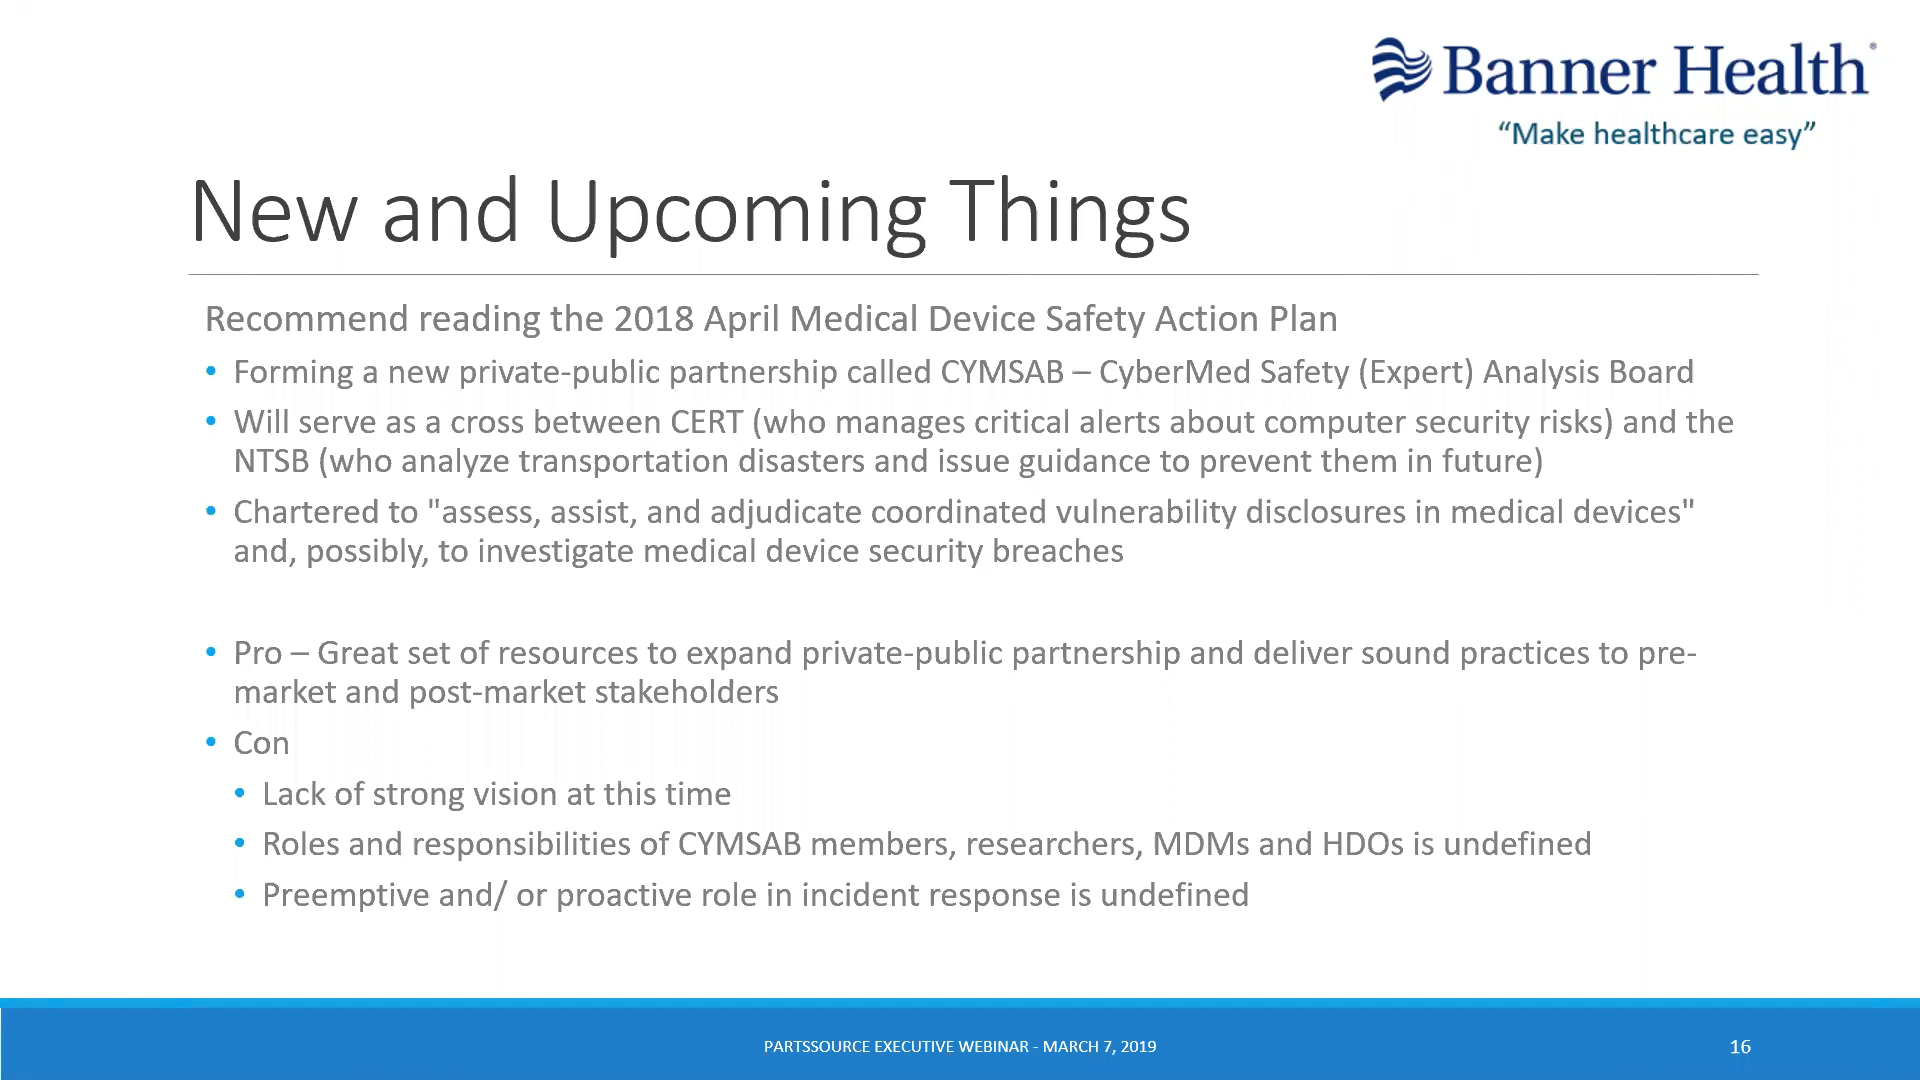 Banner Health®
“Make healthcare easy”
New and Upcoming Things
Recommend reading the 2018 April Medical Device Safety Action Plan
• Forming a new private-public partnership called CYMSAB – CyberMed Safety (Expert) Analysis Board
• Will serve as a cross between CERT (who manages critical alerts about computer security risks) and the
NTSB (who analyze transportation disasters and issue guidance to prevent them in future)
• Chartered to "assess, assist, and adjudicate coordinated vulnerability disclosures in medical devices"
and, possibly, to investigate medical device security breaches
• Pro – Great set of resources to expand private-public partnership and deliver sound practices to pre-
market and post-market stakeholders
• Con
• Lack of strong vision at this time
• Roles and responsibilities of CYMSAB members, researchers, MDMs and HDOs is undefined
• Preemptive and/ or proactive role in incident response is undefined
PARTSSOURCE EXECUTIVE WEBINAR - MARCH 7, 2019
16